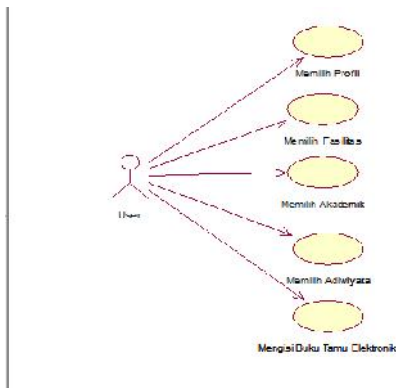 Memilih Profil
Memilih Fasilitas
Memilih Akademik
User
Memilih Adiwiyata
Mengisi Buku Tamu Elektronik